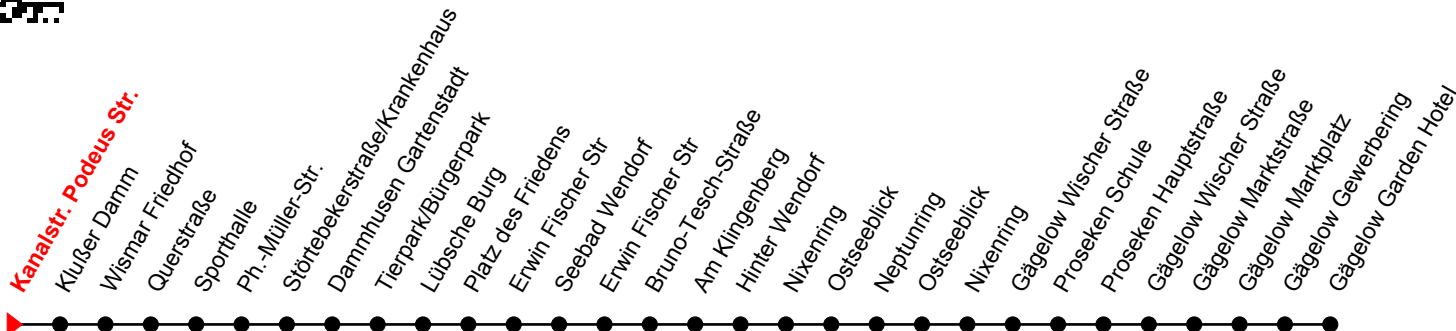 Kanalstr. Podeus Str.
Klußer Damm
Wismar Friedhof
Querstraße
Sporthalle
Ph.-Müller-Str.
Störtebekerstraße/Krankenhaus
Dammhusen Gartenstadt
Tierpark/Bürgerpark
Lübsche Burg
Platz des Friedens
Erwin Fischer Str
Seebad Wendorf
Erwin Fischer Str
Bruno-Tesch-Straße
Am Klingenberg
Hinter Wendorf
Nixenring
Ostseeblick
Neptunring
Ostseeblick
Nixenring
Gägelow Wischer Straße
Proseken Schule
Proseken Hauptstraße
Gägelow Wischer Straße
Gägelow Marktstraße
Gägelow Marktplatz
Gägelow Gewerbering
Gägelow Garden Hotel